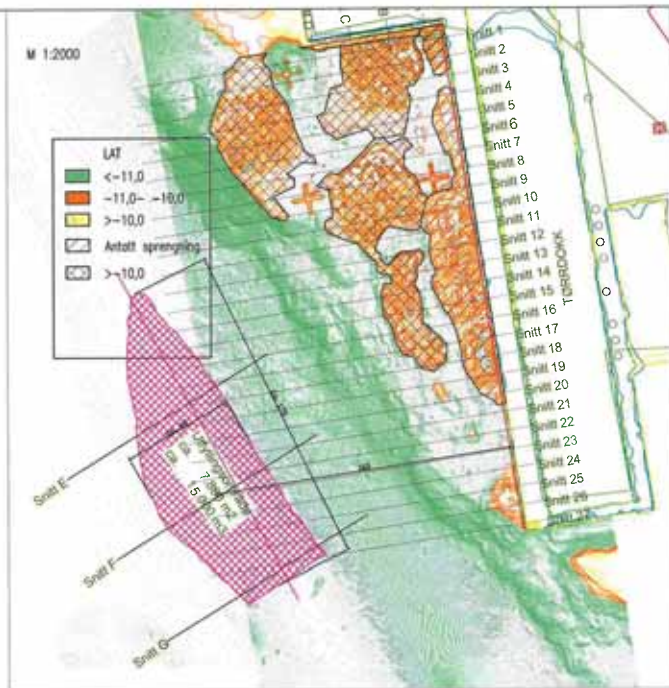 M 1:2000
C
LAT
<-11,0
-11,0- -10,0
>-10,0
Antatt sprengning
>-10,0
Snitt 1
Snitt 2
Snitt 3
Snitt 4
Snitt 5
Snitt 6
Snitt 7
Snitt 8
Snitt 9
Snitt 10
Snitt 11
Snitt 12
Snitt 13
Snitt 14
Snitt 15
Snitt 16
Snitt 17
Snitt 18
Snitt 19
Snitt 20
Snitt 21
Snitt 22
Snitt 23
Snitt 24
Snitt 25
Snitt 26
Snitt 27
TØRRDOKK
Snitt E
Snitt F
Snitt G